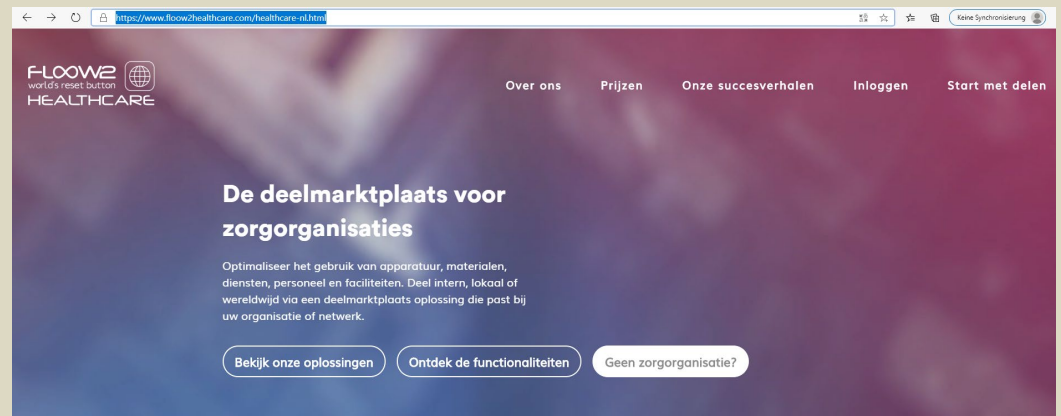 https://www.floow2healthcare.com/healthcare-nl.html
Keine Synchronisierung
FLOOW2
world's reset button
HEALTHCARE
Over ons Prijzen Onze succesverhalen Inloggen Start met delen
De deelmarktplaats voor
zorgorganisaties
Optimaliseer het gebruik van apparatuur, materialen,
diensten, personeel en faciliteiten. Deel intern, lokaal of
wereldwijd via een deelmarktplaats oplossing die past bij
uw organisatie of netwerk.
Bekijk onze oplossingen Ontdek de functionaliteiten Geen zorgorganisatie?